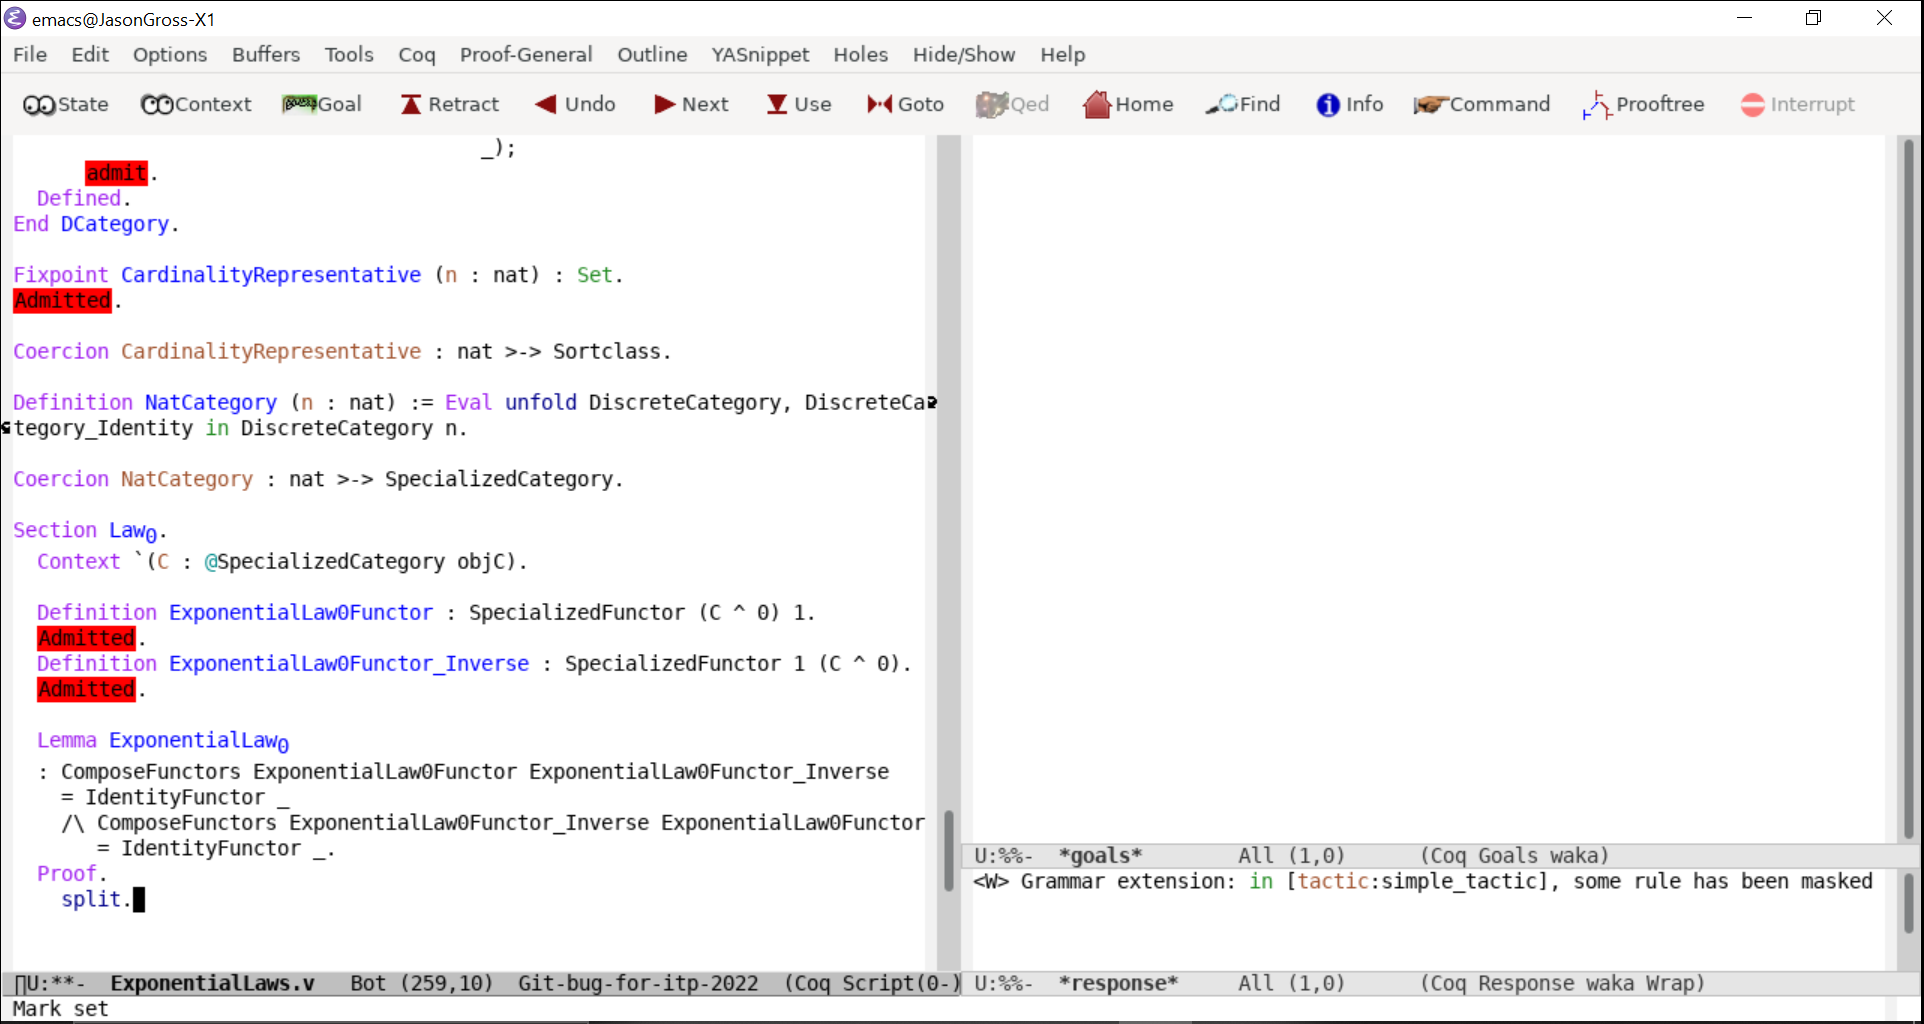 emacs@JasonGross-X1
File Edit Options Buffers Tools Coq Proof-General Outline YASnippet Holes Hide/Show Help
State Context Goal Retract Undo Next Use Goto Qed Home Find Info Command Prooftree Interrupt
_);
admit.
Defined.
End DCategory.
Fixpoint CardinalityRepresentative (n : nat) : Set.
Admitted.
Coercion CardinalityRepresentative : nat >-> Sortclass.
Definition NatCategory (n : nat) := Eval unfold DiscreteCategory, DiscreteCa
tegory_Identity in DiscreteCategory n.
Coercion NatCategory : nat >-> SpecializedCategory.
Section Law₀.
Context `(C : @SpecializedCategory objC).
Definition ExponentialLaw0Functor : SpecializedFunctor (C ^ 0) 1.
Admitted.
Definition ExponentialLaw0Functor_Inverse : SpecializedFunctor 1 (C ^ 0).
Admitted.
Lemma ExponentialLaw₀
: ComposeFunctors ExponentialLaw0Functor ExponentialLaw0Functor_Inverse
= IdentityFunctor _
/\ ComposeFunctors ExponentialLaw0Functor_Inverse ExponentialLaw0Functor
= IdentityFunctor _.
Proof.
split.
U:**- ExponentialLaws.v Bot (259,10) Git-bug-for-itp-2022 (Coq Script(0-)
Mark set
U:%%- *goals* All (1,0) (Coq Goals waka)
<W> Grammar extension: in [tactic:simple_tactic], some rule has been masked
U:%%- *response* All (1,0) (Coq Response waka Wrap)